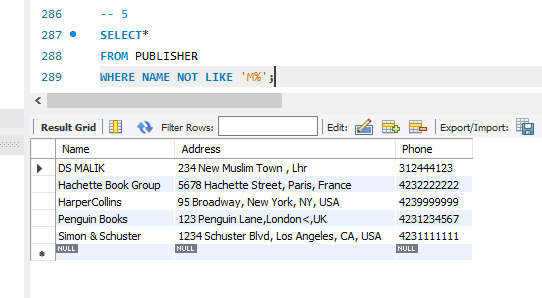 286 -- 5
287 SELECT*
288 FROM PUBLISHER
289 WHERE NAME NOT LIKE 'M%';
Result Grid Filter Rows: Edit: Export/Import:
Name Address Phone
DS MALIK 234 New Muslim Town , Lhr 312444123
Hachette Book Group 5678 Hachette Street, Paris, France 4232222222
HarperCollins 95 Broadway, New York, NY, USA 4239999999
Penguin Books 123 Penguin Lane,London<,UK 4231234567
Simon & Schuster 1234 Schuster Blvd, Los Angeles, CA, USA 4231111111
NULL NULL NULL